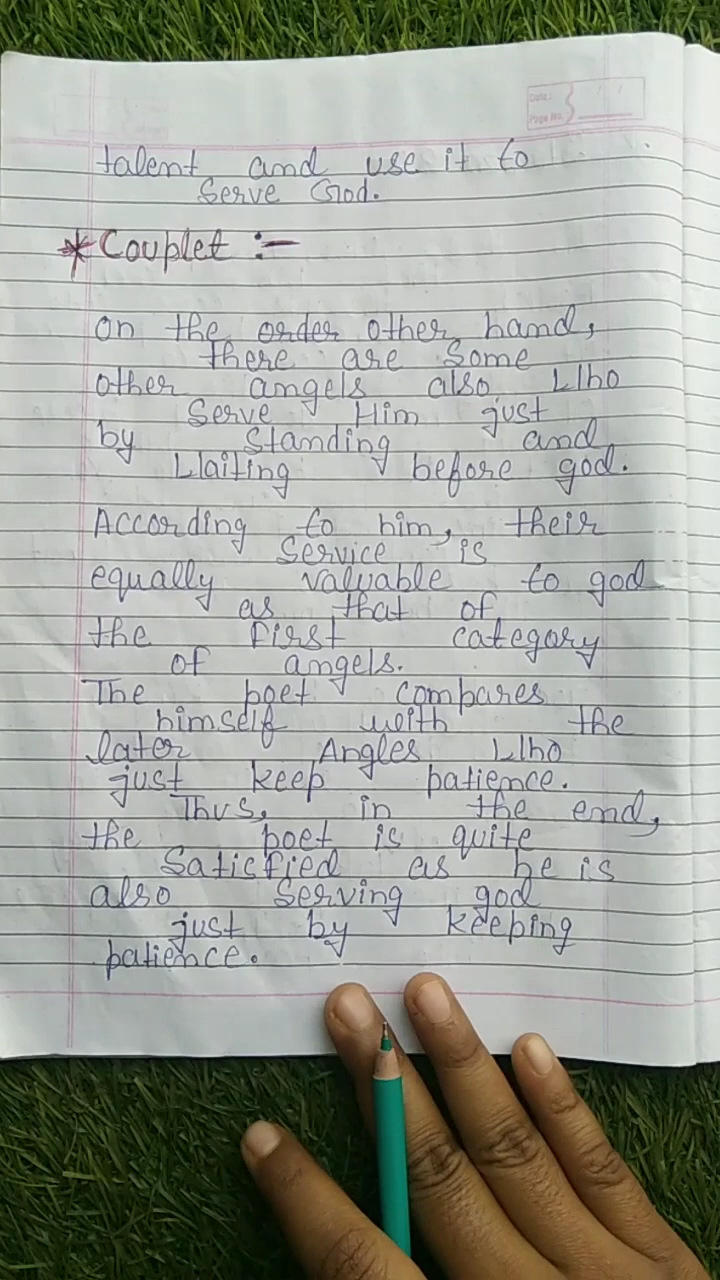 Date:
Page No.
talent and use it to
Serve God.
* Couplet :-
on the order other hand,
there are some
other angels also Who
Serve Him just
by standing and
Waiting before god.
According to him, their
Service is
equally valuable to god
as that of
the first category
of angels.
The poet compares
himself with the
later Angles Who
just keep patience.
Thus, in the end,
the poet is quite
Satisfied as he is
also serving god
just by keeping
patience.